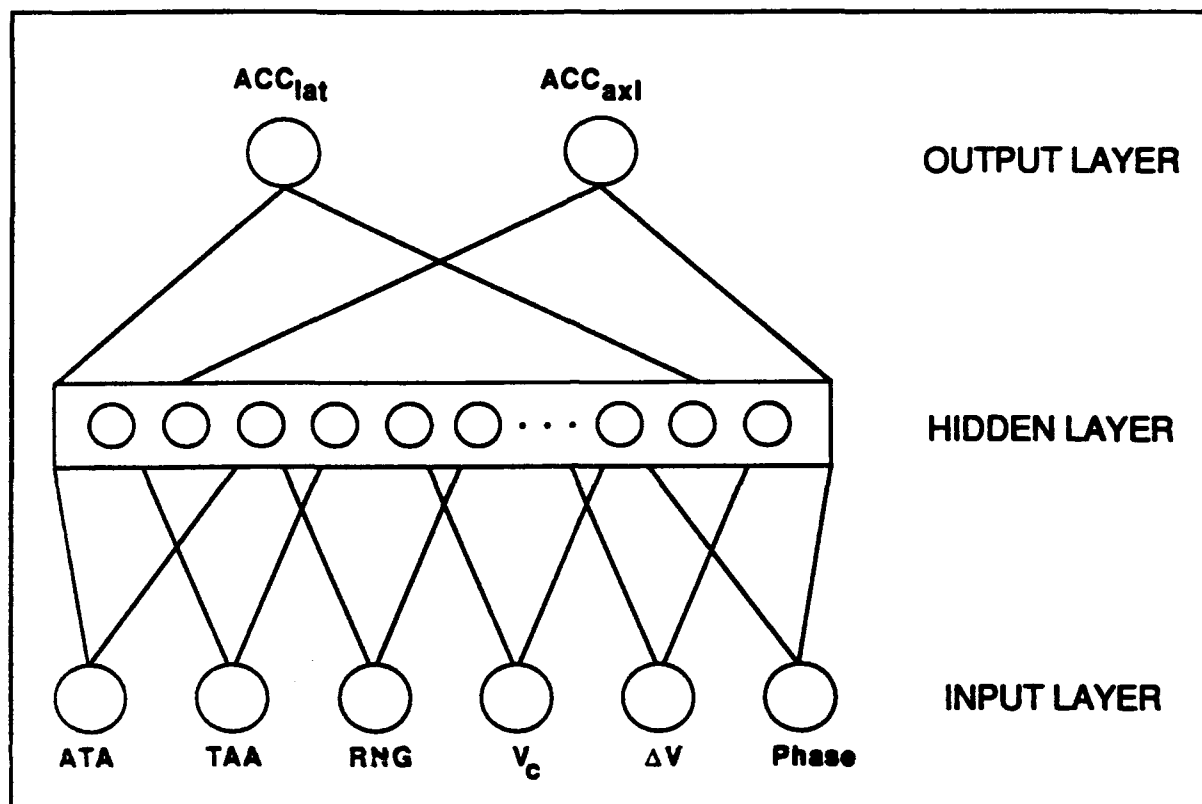 ACC_lat ACC_axl
OUTPUT LAYER
· · ·
HIDDEN LAYER
INPUT LAYER
ATA TAA RNG V_c ΔV Phase